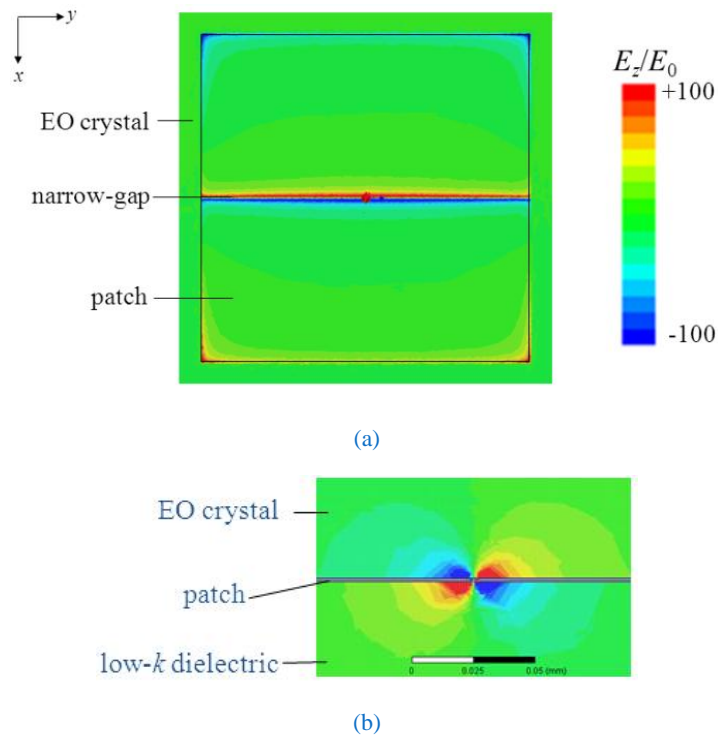 y
x
E_z/E_0
+100
-100
EO crystal
narrow-gap
patch
(a)
EO crystal
patch
low-k dielectric
0 0.025 0.05 (mm)
(b)